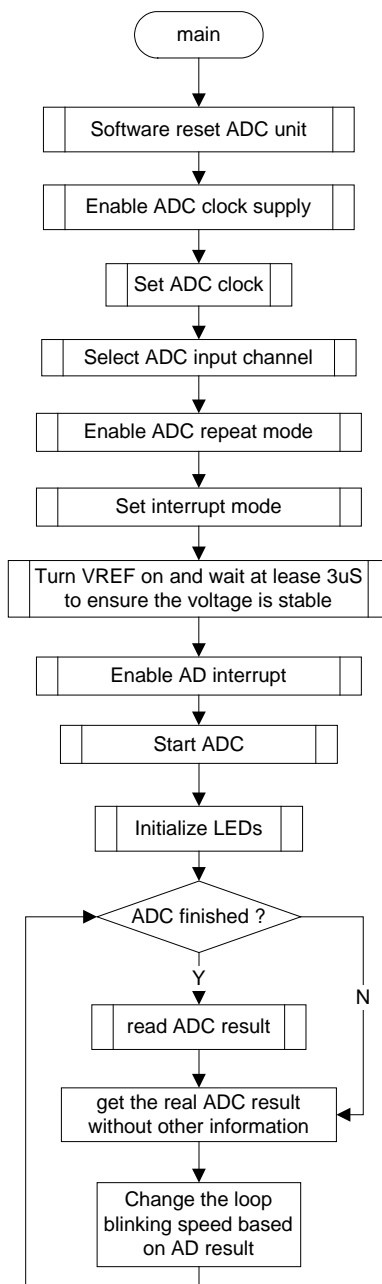 main
Software reset ADC unit
Enable ADC clock supply
Set ADC clock
Select ADC input channel
Enable ADC repeat mode
Set interrupt mode
Turn VREF on and wait at lease 3uS
to ensure the voltage is stable
Enable AD interrupt
Start ADC
Initialize LEDs
ADC finished ?
Y
N
read ADC result
get the real ADC result
without other information
Change the loop
blinking speed based
on AD result